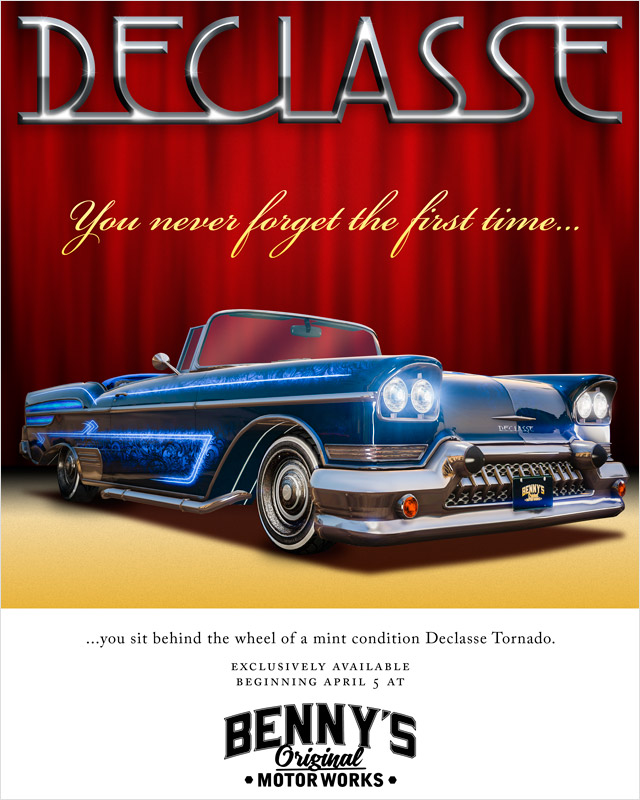 DECLASSE
You never forget the first time...
DECLASSE
BENNY'S
...you sit behind the wheel of a mint condition Declasse Tornado.
EXCLUSIVELY AVAILABLE
BEGINNING APRIL 5 AT
BENNY'S
Original
MOTOR WORKS